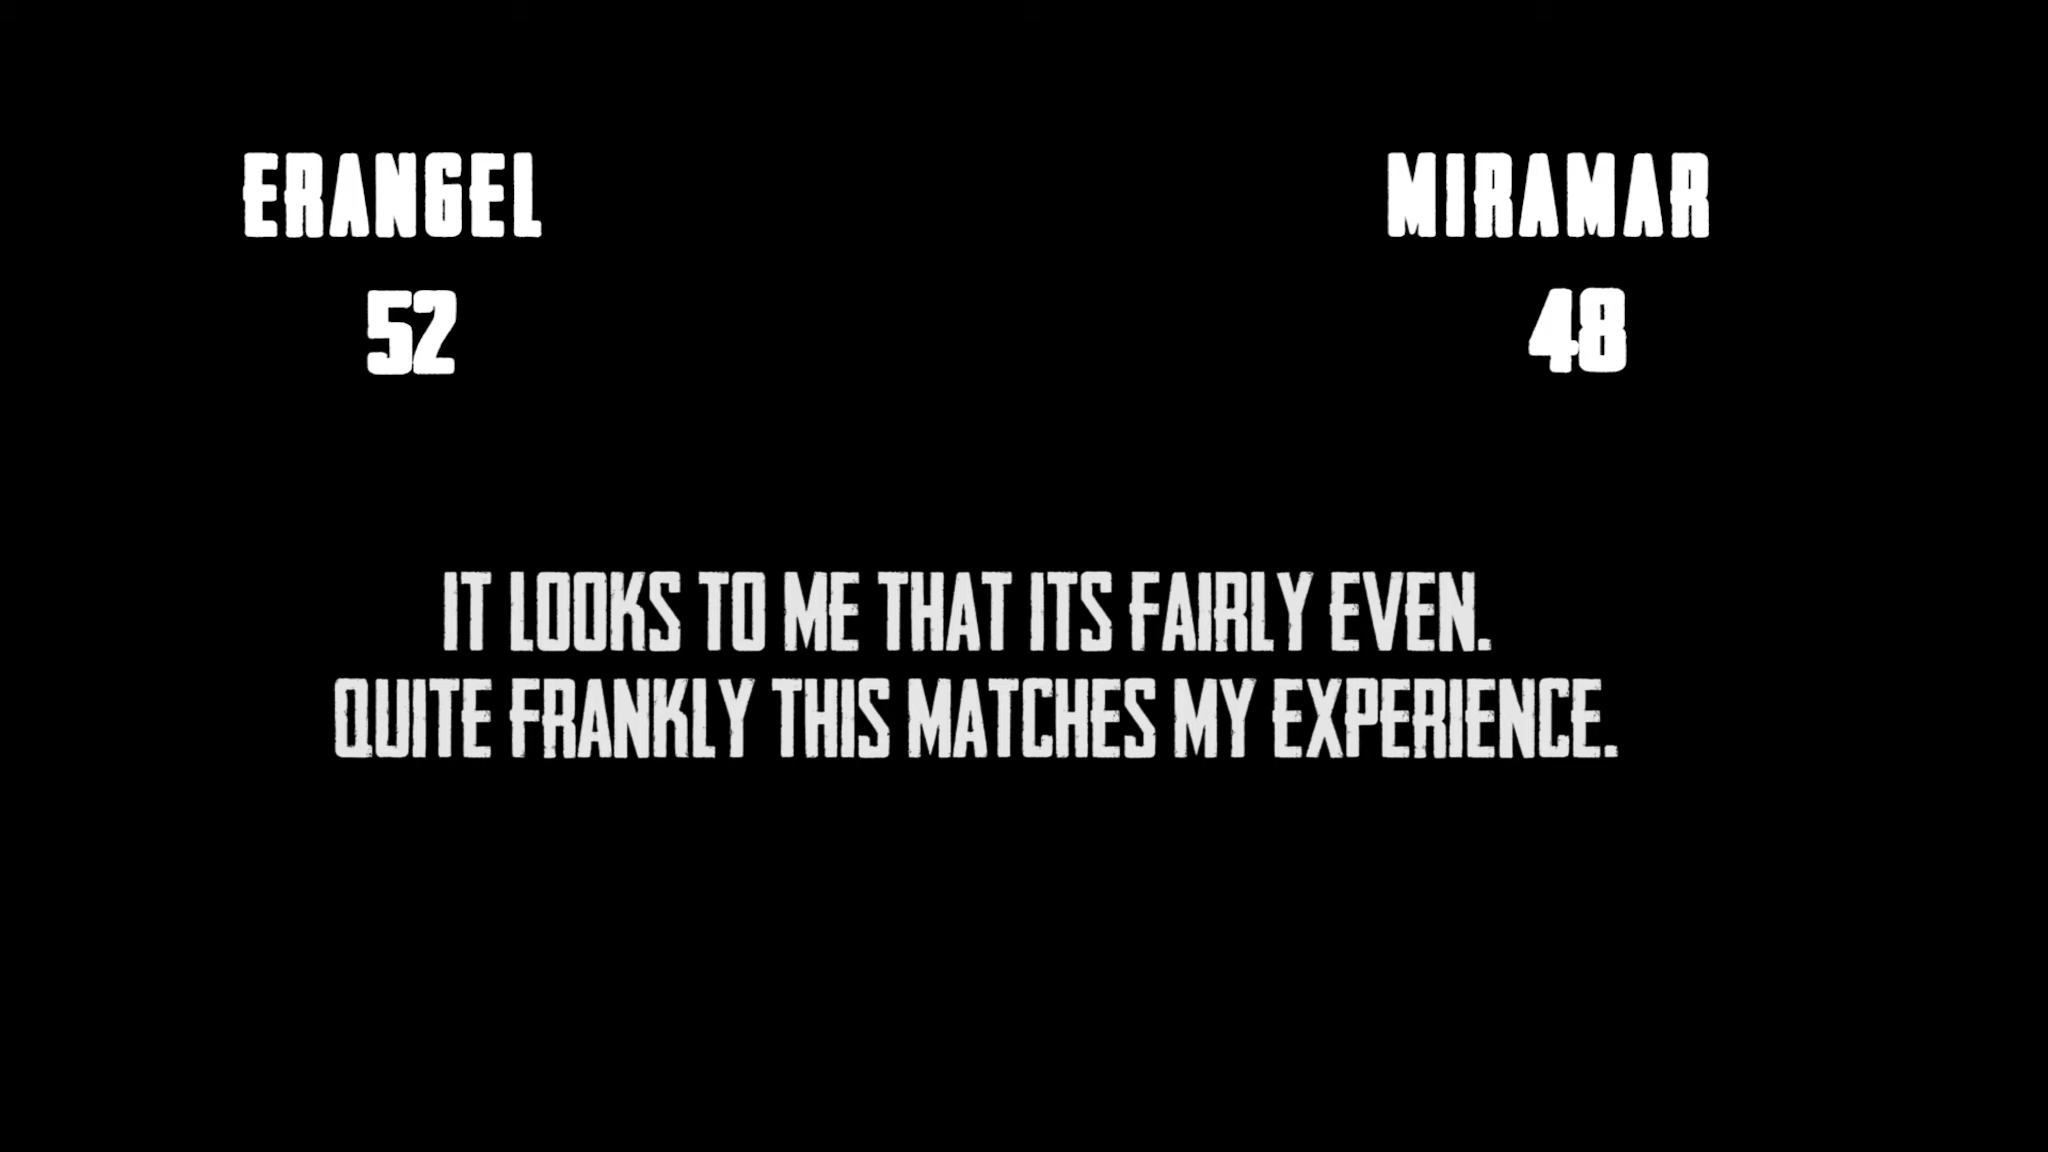 ERANGEL MIRAMAR
52 48
IT LOOKS TO ME THAT ITS FAIRLY EVEN.
QUITE FRANKLY THIS MATCHES MY EXPERIENCE.